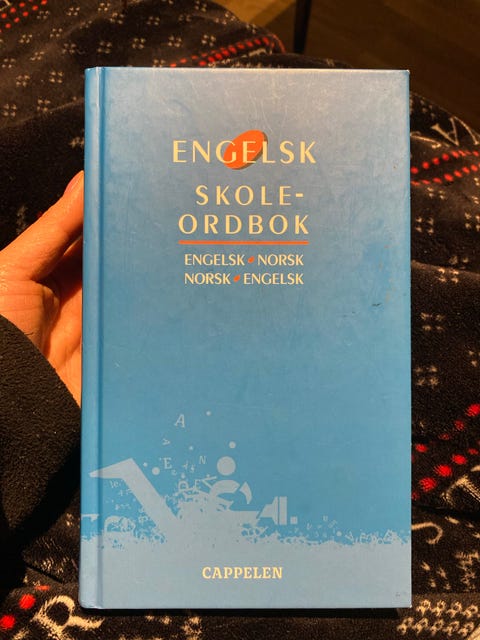 ENGELSK
SKOLE-
ORDBOK
ENGELSK • NORSK
NORSK • ENGELSK
CAPPELEN